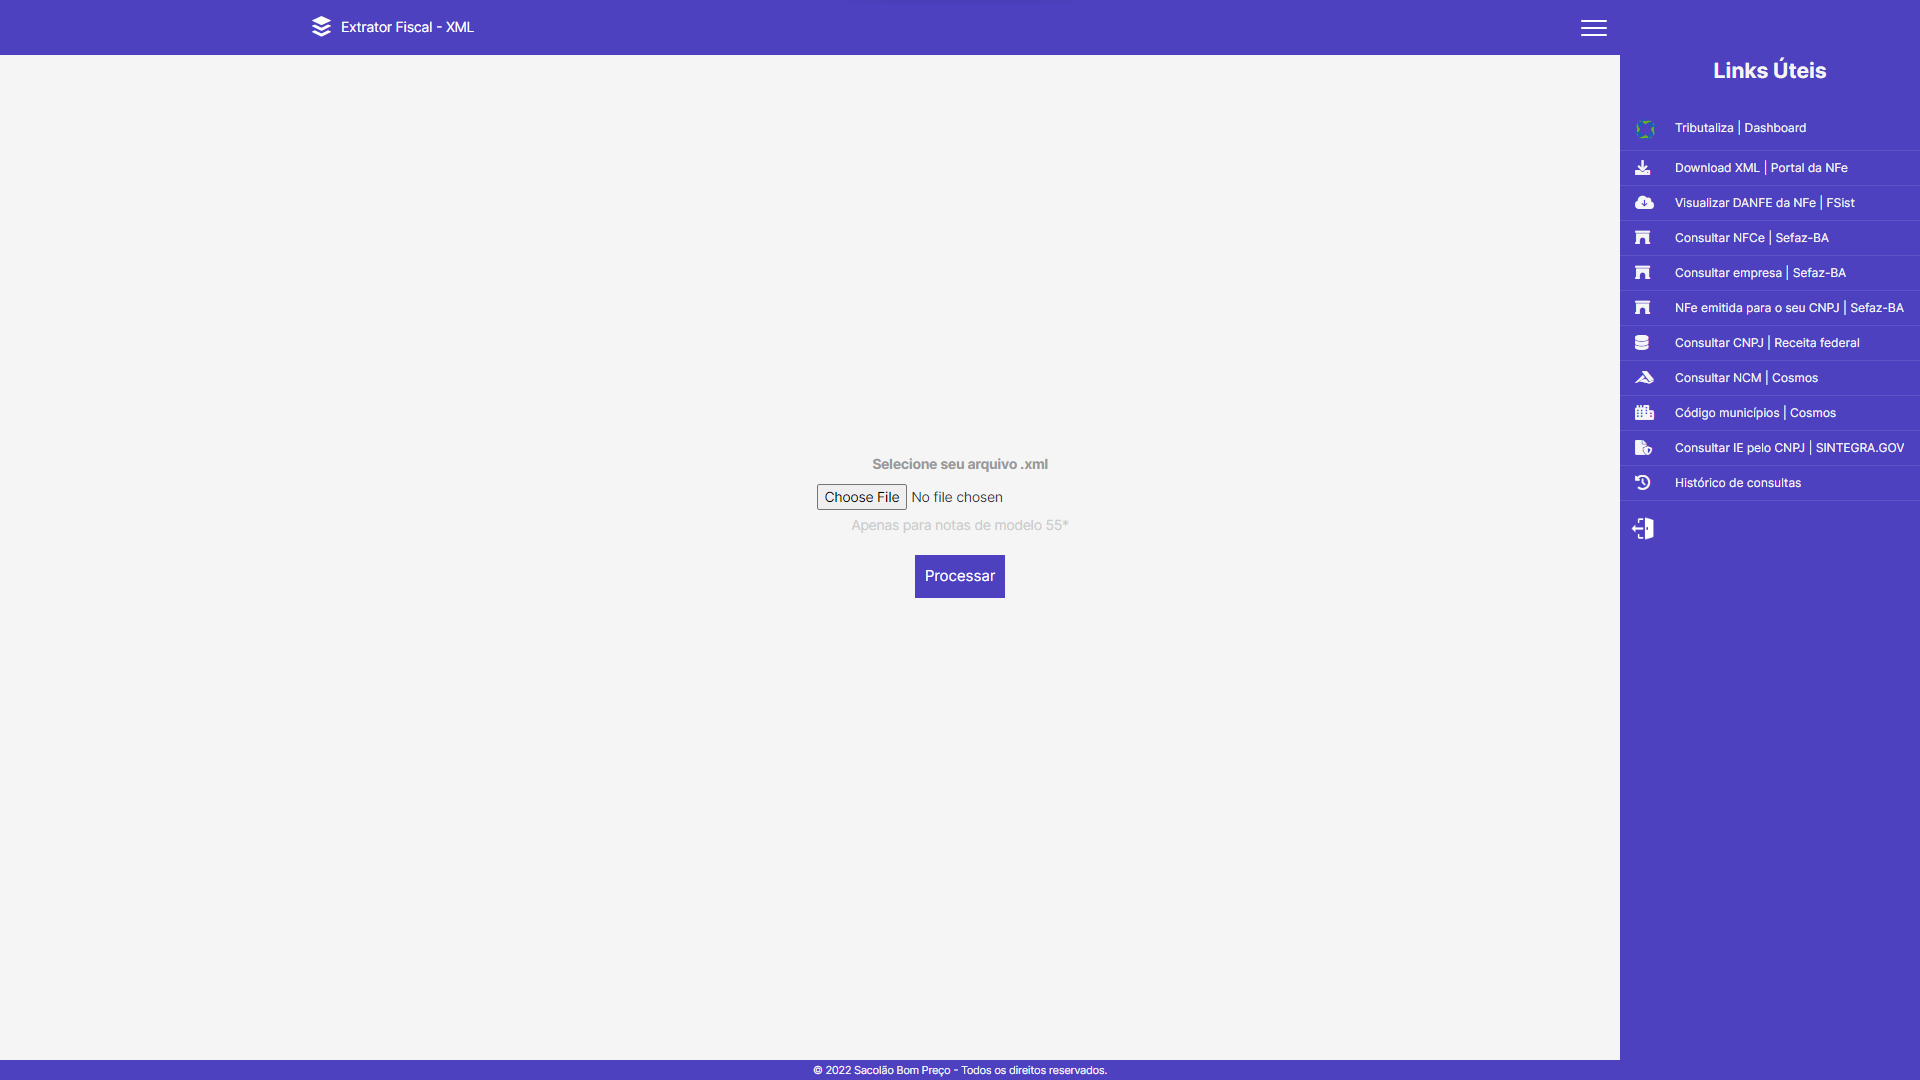 Extrator Fiscal - XML
Links Úteis
Tributaliza | Dashboard
Download XML | Portal da NFe
Visualizar DANFE da NFe | FSist
Consultar NFCe | Sefaz-BA
Consultar empresa | Sefaz-BA
NFe emitida para o seu CNPJ | Sefaz-BA
Consultar CNPJ | Receita federal
Consultar NCM | Cosmos
Código municípios | Cosmos
Consultar IE pelo CNPJ | SINTEGRA.GOV
Histórico de consultas
Selecione seu arquivo .xml
Choose File No file chosen
Apenas para notas de modelo 55*
Processar
© 2022 Sacolão Bom Preço - Todos os direitos reservados.